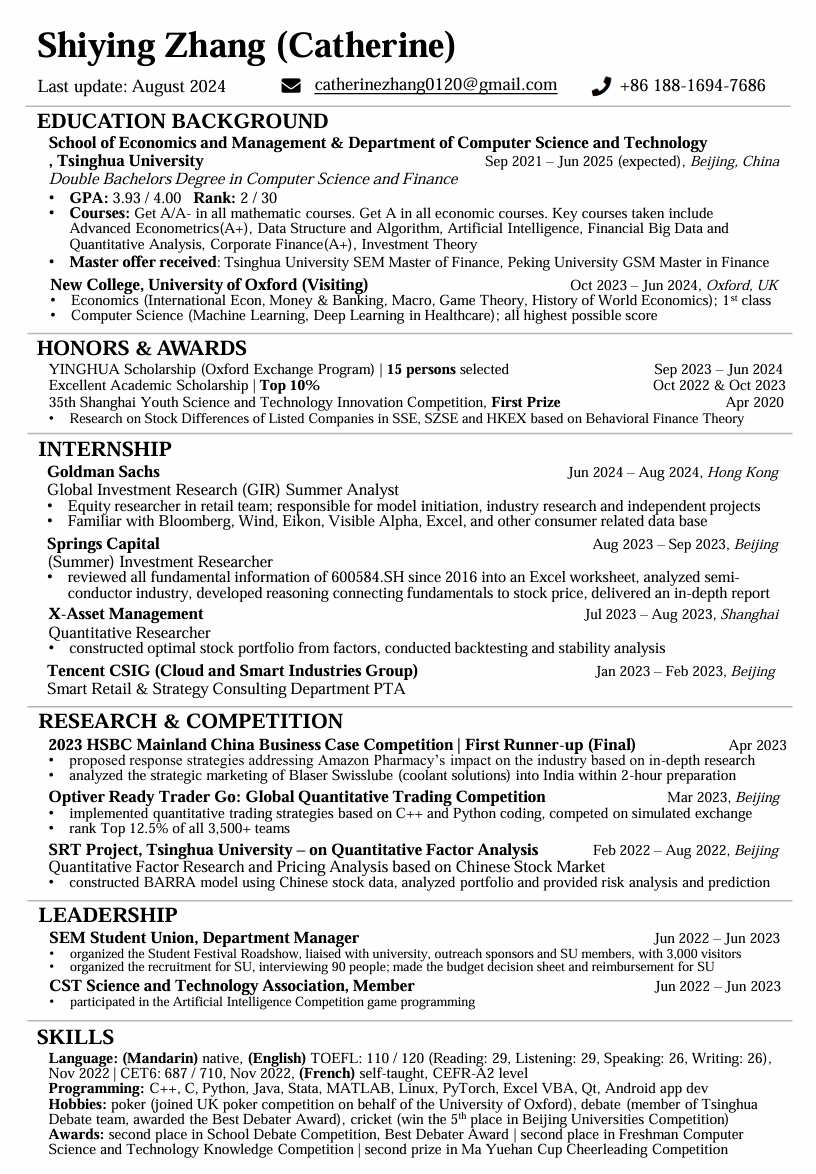 Shiying Zhang (Catherine)
Last update: August 2024 catherinezhang0120@gmail.com +86 188-1694-7686
EDUCATION BACKGROUND
School of Economics and Management & Department of Computer Science and Technology
, Tsinghua University Sep 2021 – Jun 2025 (expected), Beijing, China
Double Bachelors Degree in Computer Science and Finance
• GPA: 3.93 / 4.00 Rank: 2 / 30
• Courses: Get A/A- in all mathematic courses. Get A in all economic courses. Key courses taken include
Advanced Econometrics(A+), Data Structure and Algorithm, Artificial Intelligence, Financial Big Data and
Quantitative Analysis, Corporate Finance(A+), Investment Theory
• Master offer received: Tsinghua University SEM Master of Finance, Peking University GSM Master in Finance
New College, University of Oxford (Visiting) Oct 2023 – Jun 2024, Oxford, UK
• Economics (International Econ, Money & Banking, Macro, Game Theory, History of World Economics); 1st class
• Computer Science (Machine Learning, Deep Learning in Healthcare); all highest possible score
HONORS & AWARDS
YINGHUA Scholarship (Oxford Exchange Program) | 15 persons selected Sep 2023 – Jun 2024
Excellent Academic Scholarship | Top 10% Oct 2022 & Oct 2023
35th Shanghai Youth Science and Technology Innovation Competition, First Prize Apr 2020
• Research on Stock Differences of Listed Companies in SSE, SZSE and HKEX based on Behavioral Finance Theory
INTERNSHIP
Goldman Sachs Jun 2024 – Aug 2024, Hong Kong
Global Investment Research (GIR) Summer Analyst
• Equity researcher in retail team; responsible for model initiation, industry research and independent projects
• Familiar with Bloomberg, Wind, Eikon, Visible Alpha, Excel, and other consumer related data base
Springs Capital Aug 2023 – Sep 2023, Beijing
(Summer) Investment Researcher
• reviewed all fundamental information of 600584.SH since 2016 into an Excel worksheet, analyzed semi-
conductor industry, developed reasoning connecting fundamentals to stock price, delivered an in-depth report
X-Asset Management Jul 2023 – Aug 2023, Shanghai
Quantitative Researcher
• constructed optimal stock portfolio from factors, conducted backtesting and stability analysis
Tencent CSIG (Cloud and Smart Industries Group) Jan 2023 – Feb 2023, Beijing
Smart Retail & Strategy Consulting Department PTA
RESEARCH & COMPETITION
2023 HSBC Mainland China Business Case Competition | First Runner-up (Final) Apr 2023
• proposed response strategies addressing Amazon Pharmacy's impact on the industry based on in-depth research
• analyzed the strategic marketing of Blaser Swisslube (coolant solutions) into India within 2-hour preparation
Optiver Ready Trader Go: Global Quantitative Trading Competition Mar 2023, Beijing
• implemented quantitative trading strategies based on C++ and Python coding, competed on simulated exchange
• rank Top 12.5% of all 3,500+ teams
SRT Project, Tsinghua University – on Quantitative Factor Analysis Feb 2022 – Aug 2022, Beijing
Quantitative Factor Research and Pricing Analysis based on Chinese Stock Market
• constructed BARRA model using Chinese stock data, analyzed portfolio and provided risk analysis and prediction
LEADERSHIP
SEM Student Union, Department Manager Jun 2022 – Jun 2023
• organized the Student Festival Roadshow, liaised with university, outreach sponsors and SU members, with 3,000 visitors
• organized the recruitment for SU, interviewing 90 people; made the budget decision sheet and reimbursement for SU
CST Science and Technology Association, Member Jun 2022 – Jun 2023
• participated in the Artificial Intelligence Competition game programming
SKILLS
Language: (Mandarin) native, (English) TOEFL: 110 / 120 (Reading: 29, Listening: 29, Speaking: 26, Writing: 26),
Nov 2022 | CET6: 687 / 710, Nov 2022, (French) self-taught, CEFR-A2 level
Programming: C++, C, Python, Java, Stata, MATLAB, Linux, PyTorch, Excel VBA, Qt, Android app dev
Hobbies: poker (joined UK poker competition on behalf of the University of Oxford), debate (member of Tsinghua
Debate team, awarded the Best Debater Award), cricket (win the 5th place in Beijing Universities Competition)
Awards: second place in School Debate Competition, Best Debater Award | second place in Freshman Computer
Science and Technology Knowledge Competition | second prize in Ma Yuehan Cup Cheerleading Competition